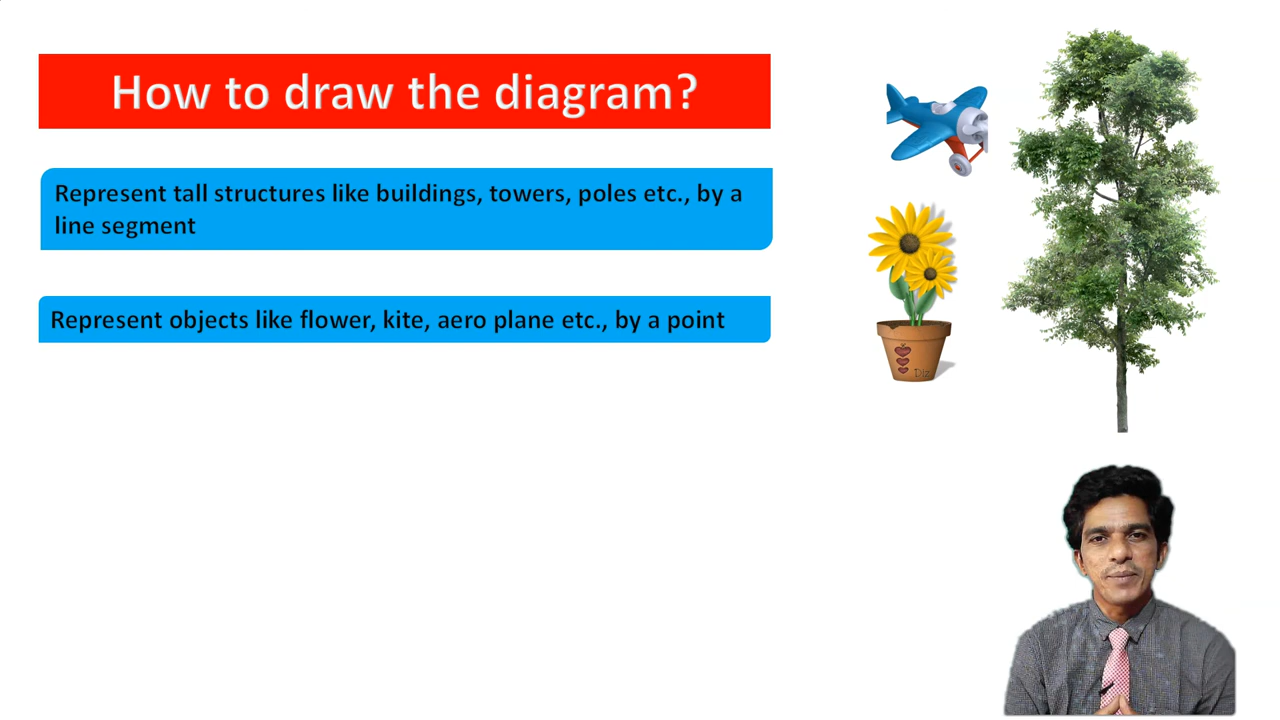 How to draw the diagram?
Represent tall structures like buildings, towers, poles etc., by a
line segment
Represent objects like flower, kite, aero plane etc., by a point
Diz